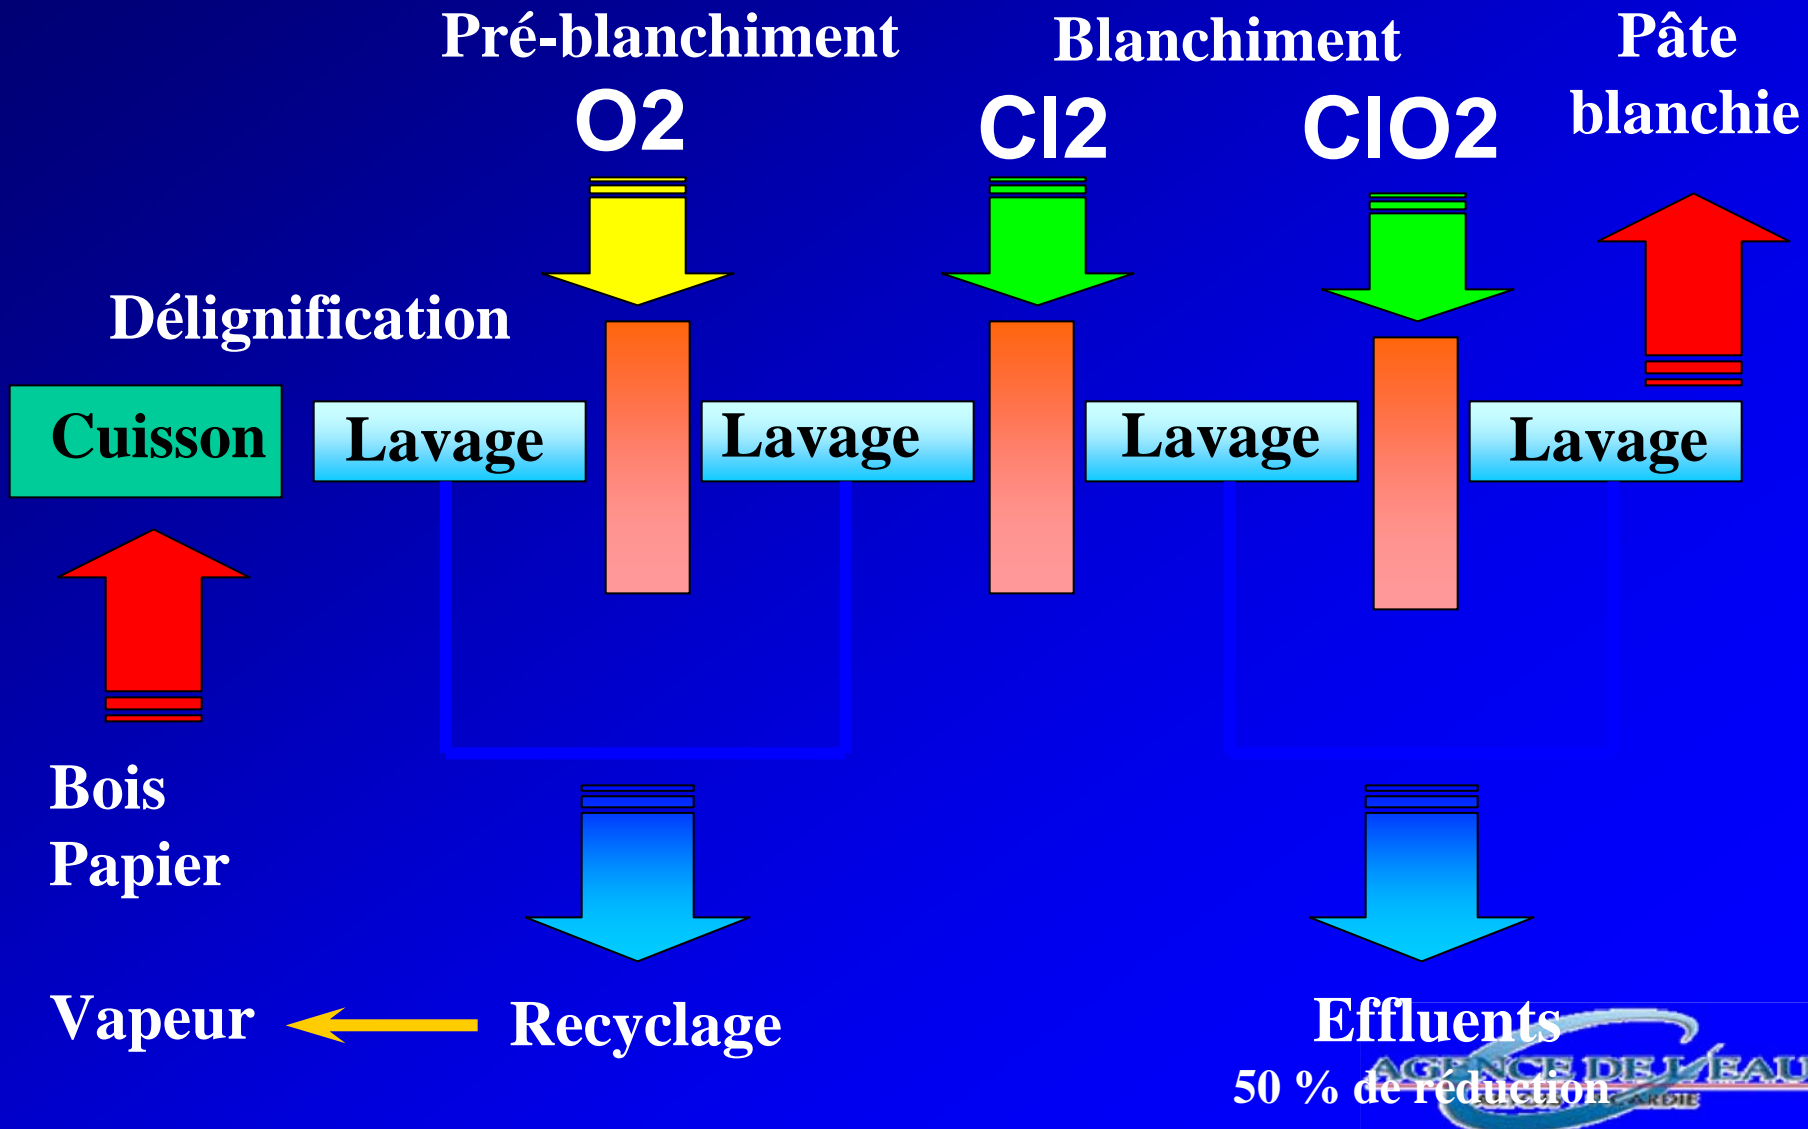 Pré-blanchiment
Blanchiment
Pâte
blanchie
O2
Cl2
ClO2
Délignification
Cuisson
Lavage
Lavage
Lavage
Lavage
Bois
Papier
Vapeur
Recyclage
Effluents
50 % de réduction
AGENCE DE L'EAU